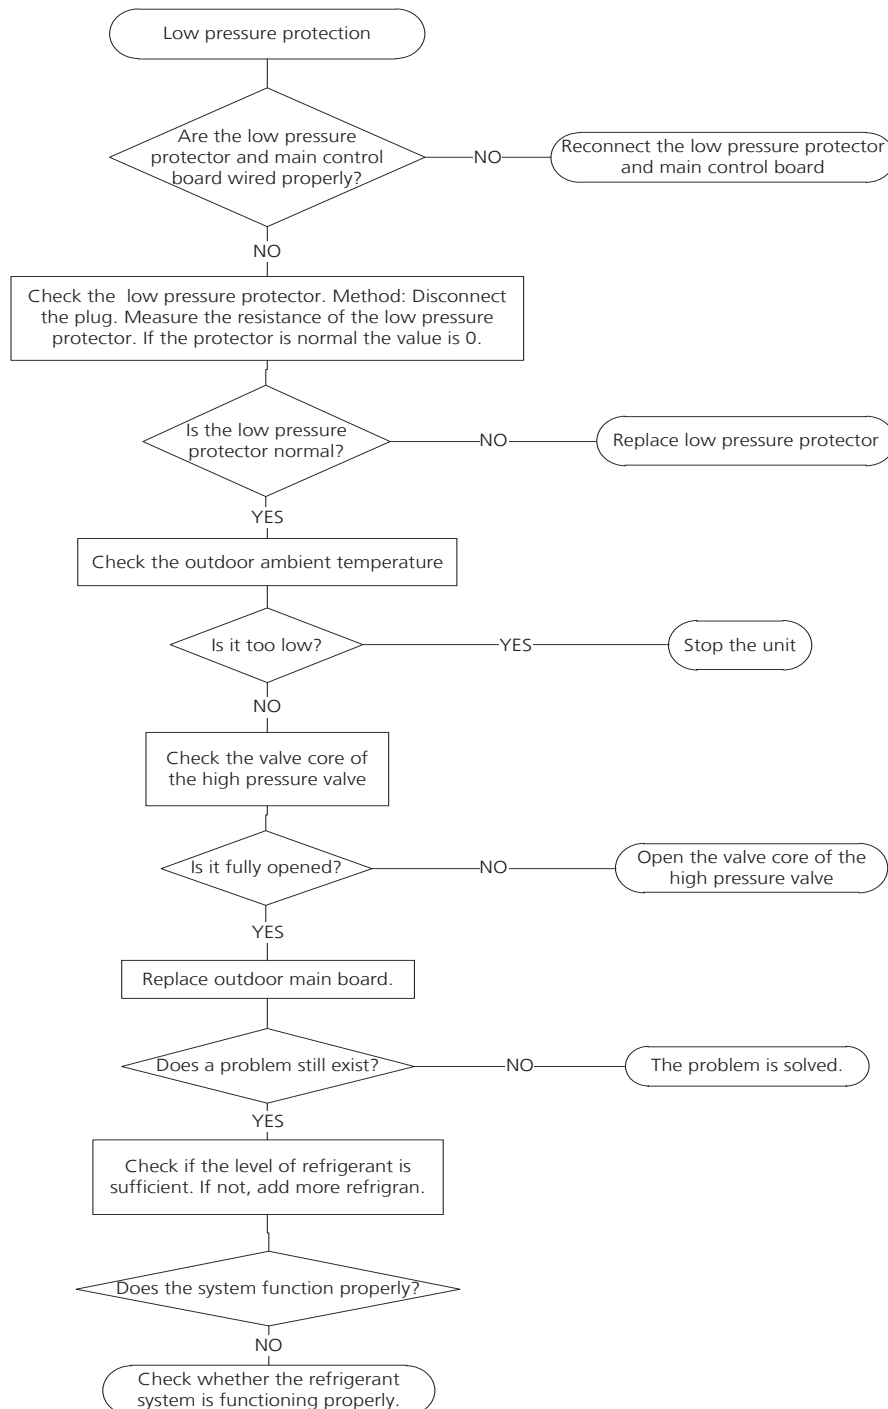 Low pressure protection
Are the low pressure
protector and main control
board wired properly?
NO
Reconnect the low pressure protector
and main control board
NO
Check the low pressure protector. Method: Disconnect
the plug. Measure the resistance of the low pressure
protector. If the protector is normal the value is 0.
Is the low pressure
protector normal?
NO
Replace low pressure protector
YES
Check the outdoor ambient temperature
Is it too low?
YES
Stop the unit
NO
Check the valve core of
the high pressure valve
Is it fully opened?
NO
Open the valve core of the
high pressure valve
YES
Replace outdoor main board.
Does a problem still exist?
NO
The problem is solved.
YES
Check if the level of refrigerant is
sufficient. If not, add more refrigran.
Does the system function properly?
NO
Check whether the refrigerant
system is functioning properly.